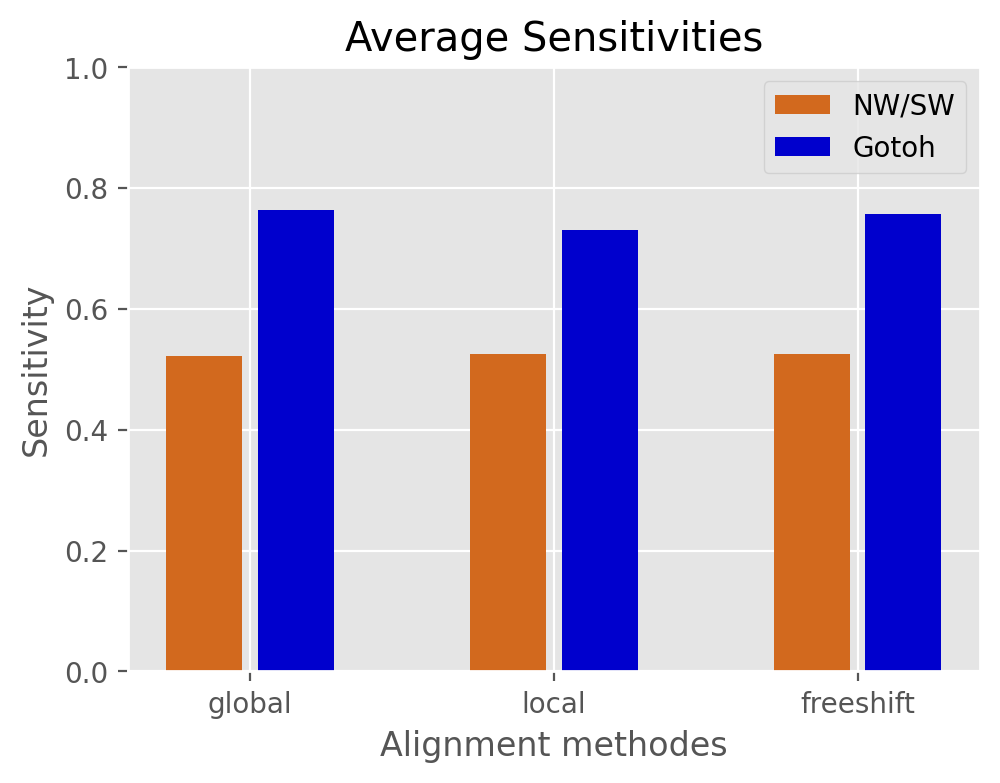 Average Sensitivities
1.0
0.8
0.6
0.4
0.2
0.0
Sensitivity
NW/SW
Gotoh
global
local
freeshift
Alignment methodes